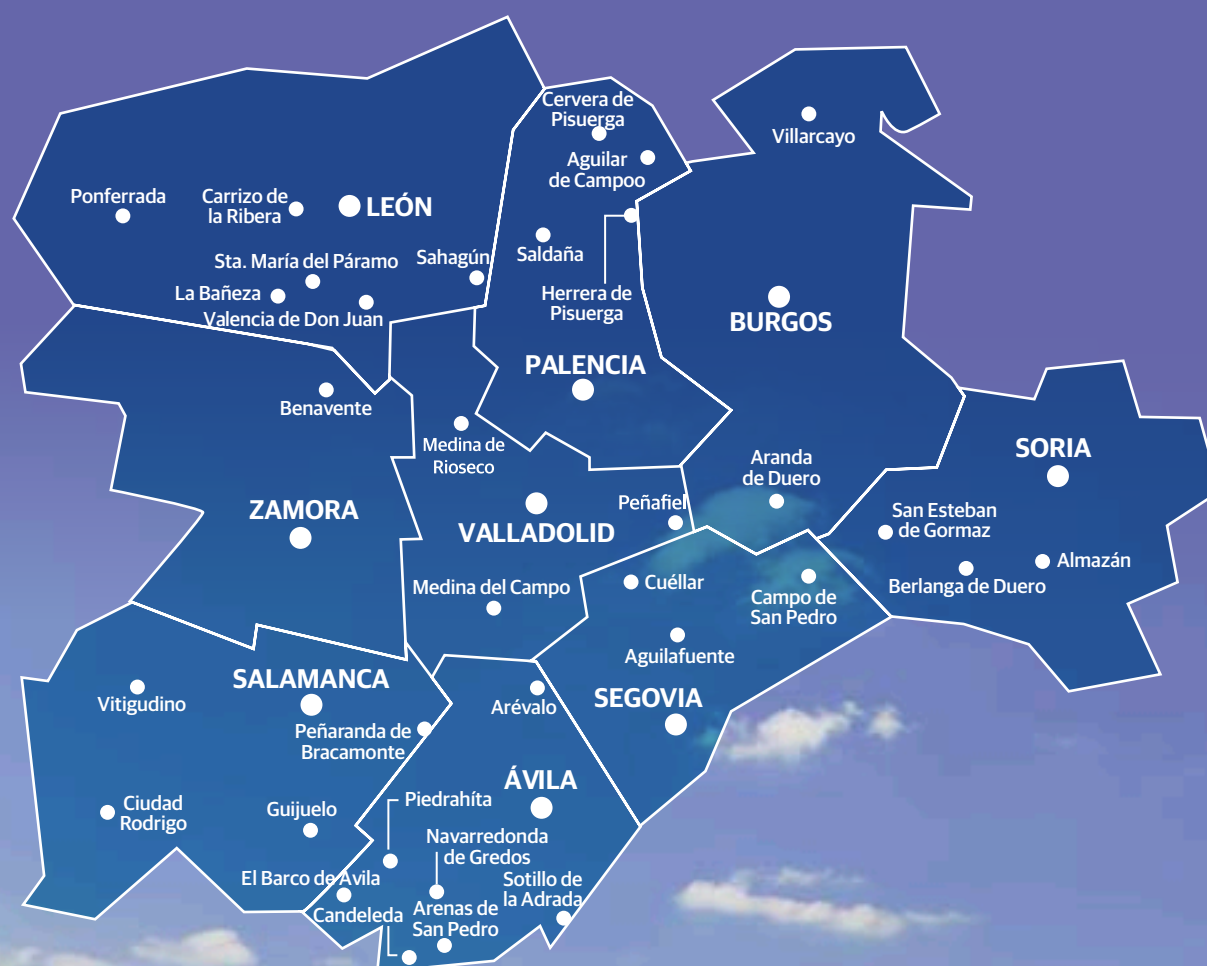 Cervera de
Pisuerga
Villarcayo
Aguilar
de Campoo
Ponferrada
Carrizo de
la Ribera
LEÓN
Saldaña
Sta. María del Páramo
Sahagún
La Bañeza
Valencia de Don Juan
Herrera de
Pisuerga
BURGOS
PALENCIA
Benavente
Medina de
Rioseco
SORIA
Aranda
de Duero
ZAMORA
VALLADOLID
Peñafiel
San Esteban
de Gormaz
Almazán
Berlanga de Duero
Medina del Campo
Cuéllar
Campo de
San Pedro
Aguilafuente
SALAMANCA
Vitigudino
Arévalo
SEGOVIA
Peñaranda de
Bracamonte
ÁVILA
Piedrahíta
Ciudad
Rodrigo
Guijuelo
Navarredonda
de Gredos
El Barco de Ávila
Sotillo de
la Adrada
Candeleda
Arenas de
San Pedro